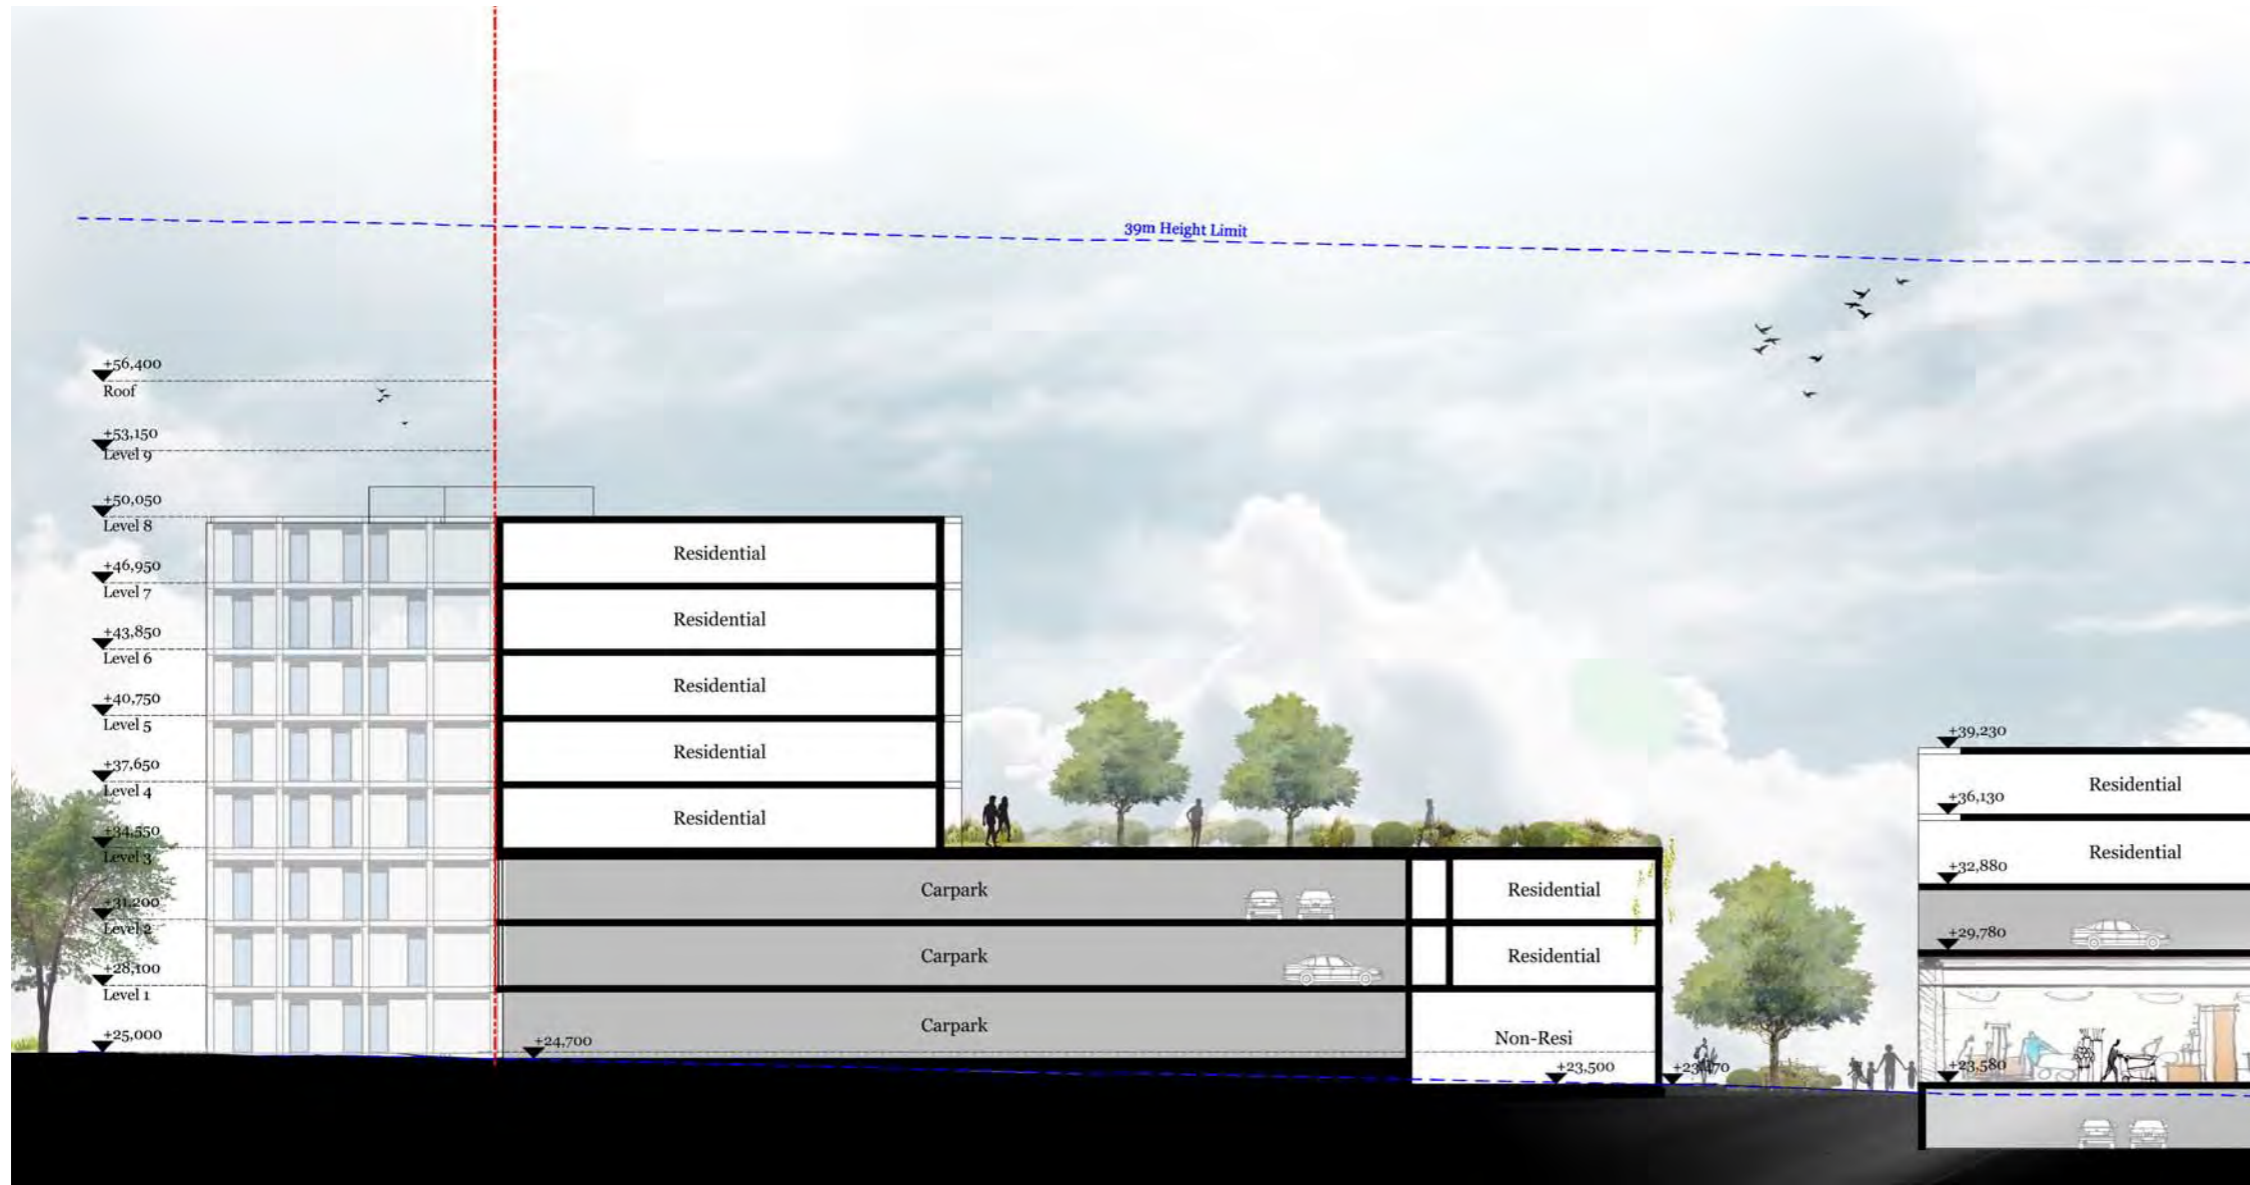 39m Height Limit
+56,400
Roof
+53,150
Level 9
+50,050
Level 8
+46,950
Level 7
+43,850
Level 6
+40,750
Level 5
+37,650
Level 4
+34,550
Level 3
+31,200
Level 2
+28,100
Level 1
+25,000
Residential
Residential
Residential
Residential
Residential
Carpark
Residential
Carpark
Residential
Carpark
Non-Resi
+24,700
+23,500
+23,470
+39,230
Residential
+36,130
Residential
+32,880
+29,780
+23,580